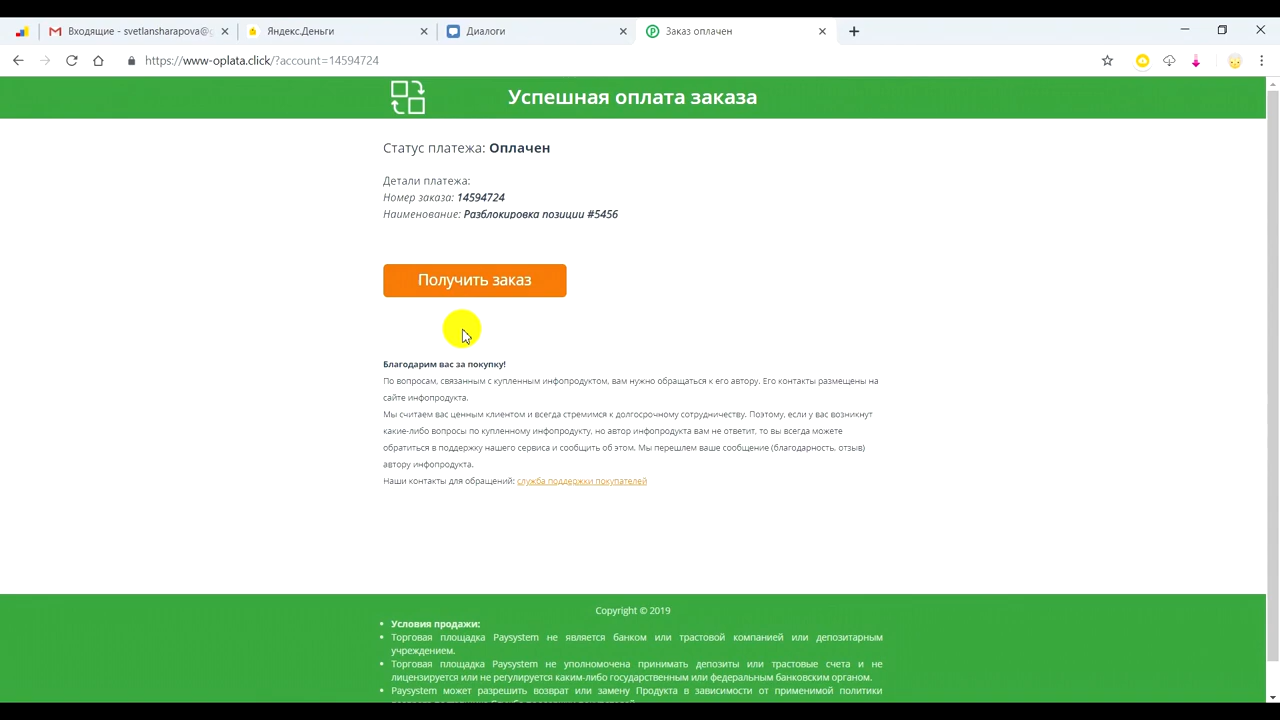 Входящие - svetlansharapova@g
Яндекс.Деньги
Диалоги
Заказ оплачен
https://www-oplata.click/?account=14594724
Успешная оплата заказа
Статус платежа: Оплачен
Детали платежа:
Номер заказа: 14594724
Наименование: Разблокировка позиции #5456
Получить заказ
Благодарим вас за покупку!
По вопросам, связанным с купленным инфопродуктом, вам нужно обращаться к его автору. Его контакты размещены на
сайте инфопродукта.
Мы считаем вас ценным клиентом и всегда стремимся к долгосрочному сотрудничеству. Поэтому, если у вас возникнут
какие-либо вопросы по купленному инфопродукту, но автор инфопродукта вам не ответит, то вы всегда можете
обратиться в поддержку нашего сервиса и сообщить об этом. Мы перешлем ваше сообщение (благодарность, отзыв)
автору инфопродукта.
Наши контакты для обращений: служба поддержки покупателей
Copyright © 2019
Условия продажи:
Торговая площадка Paysystem не является банком или трастовой компанией или депозитарным
учреждением.
Торговая площадка Paysystem не уполномочена принимать депозиты или трастовые счета и не
лицензируется или не регулируется каким-либо государственным или федеральным банковским органом.
Paysystem может разрешить возврат или замену Продукта в зависимости от применимой политики